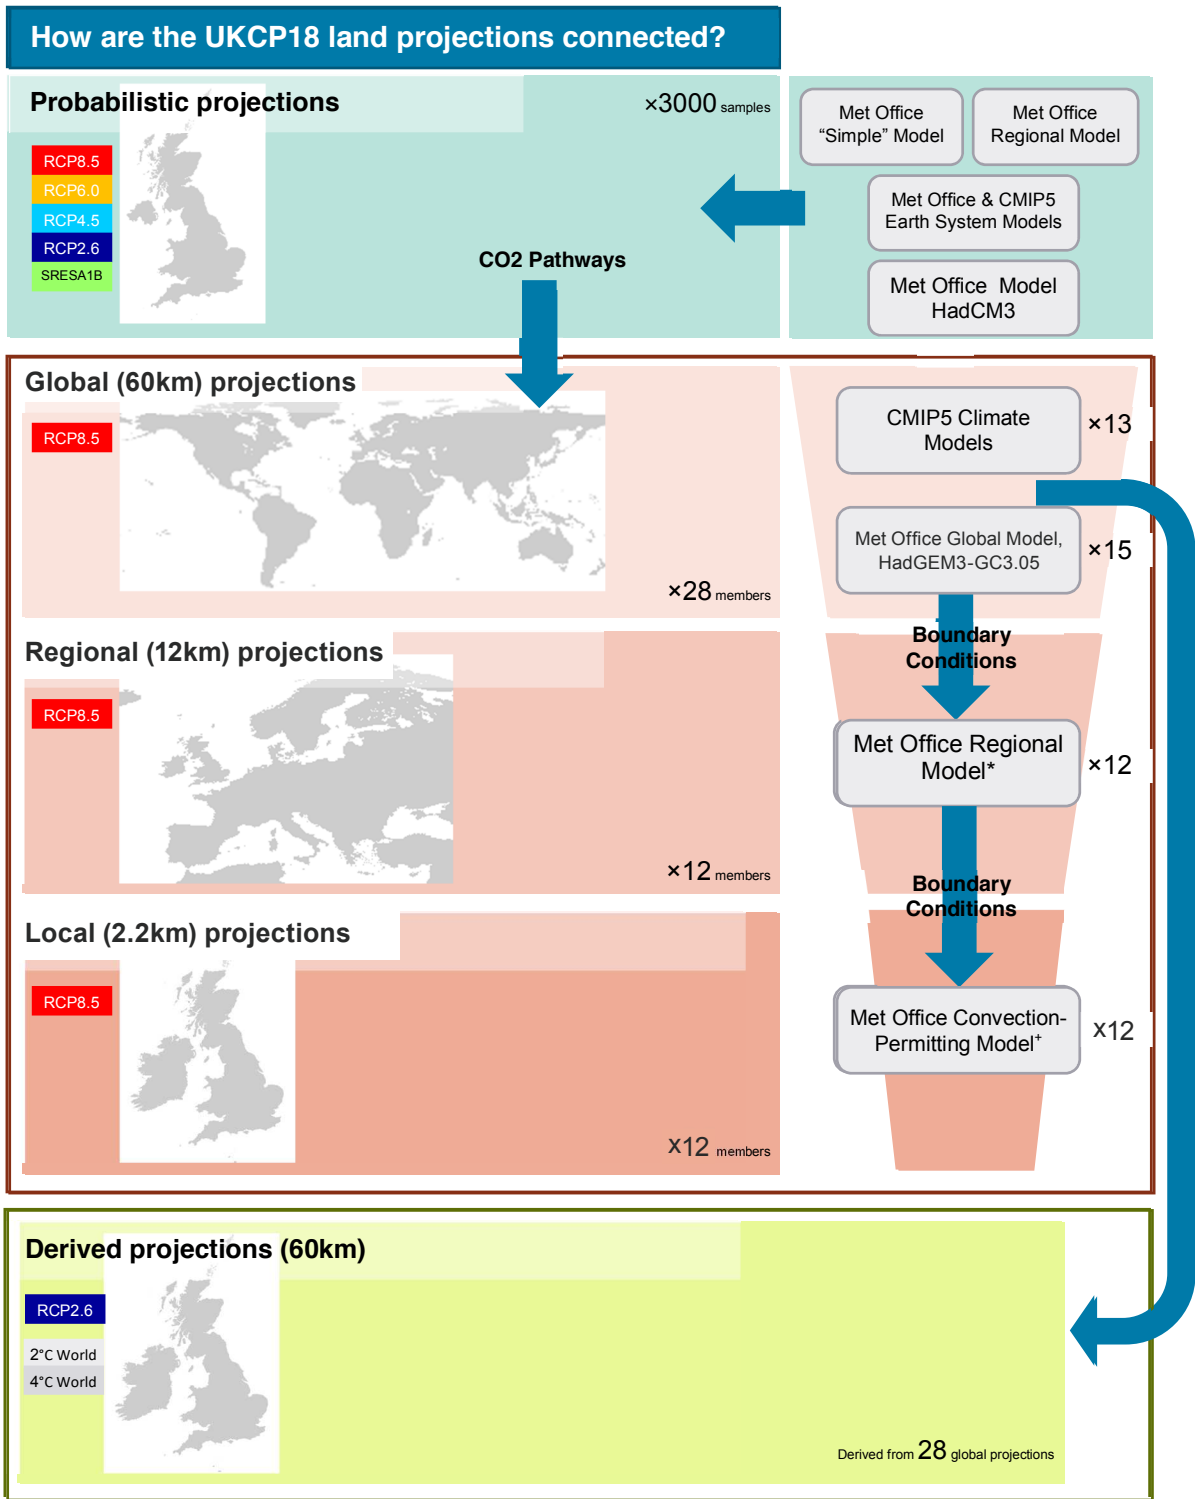 How are the UKCP18 land projections connected?
Probabilistic projections
×3000 samples
RCP8.5
RCP6.0
RCP4.5
RCP2.6
SRESA1B
CO2 Pathways
Met Office
“Simple” Model
Met Office
Regional Model
Met Office & CMIP5
Earth System Models
Met Office Model
HadCM3
Global (60km) projections
RCP8.5
×28 members
CMIP5 Climate
Models
×13
Met Office Global Model,
HadGEM3-GC3.05
×15
Boundary
Conditions
Regional (12km) projections
RCP8.5
×12 members
Met Office Regional
Model*
×12
Boundary
Conditions
Local (2.2km) projections
RCP8.5
x12 members
Met Office Convection-
Permitting Model+
x12
Derived projections (60km)
RCP2.6
2°C World
4°C World
Derived from 28 global projections